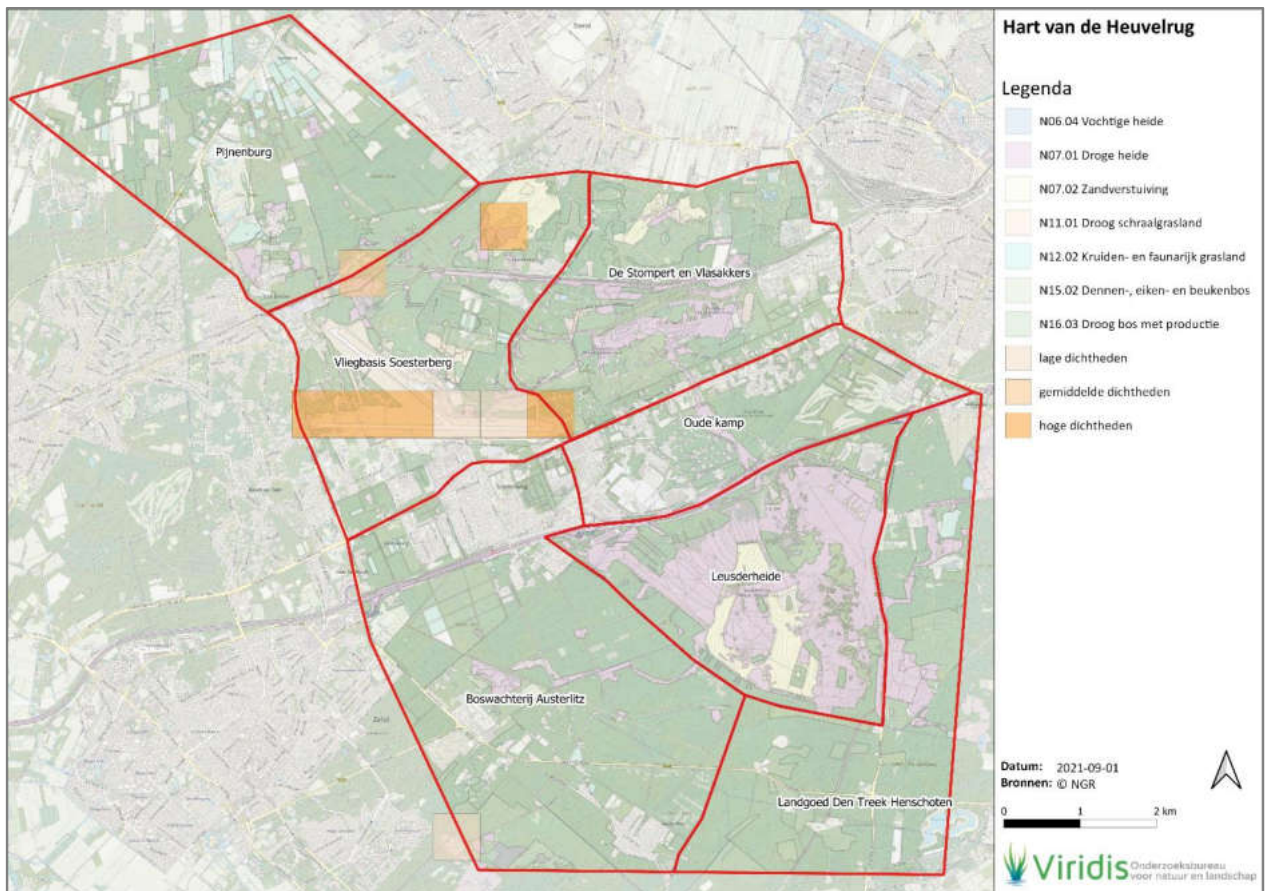 Hart van de Heuvelrug
Legenda
N06.04 Vochtige heide
N07.01 Droge heide
N07.02 Zandverstuiving
N11.01 Droog schraalgrasland
N12.02 Kruiden- en faunarijk grasland
N15.02 Dennen-, eiken- en beukenbos
N16.03 Droog bos met productie
lage dichtheden
gemiddelde dichtheden
hoge dichtheden
Pijnenburg
De Stompert en Vlasakkers
Vliegbasis Soesterberg
Oude kamp
Leusderheide
Boswachterij Austerlitz
Landgoed Den Treek Henschoten
Zeist
Datum: 2021-09-01
Bronnen: © NGR
0 1 2 km
Viridis Onderzoeksbureau
voor natuur en landschap